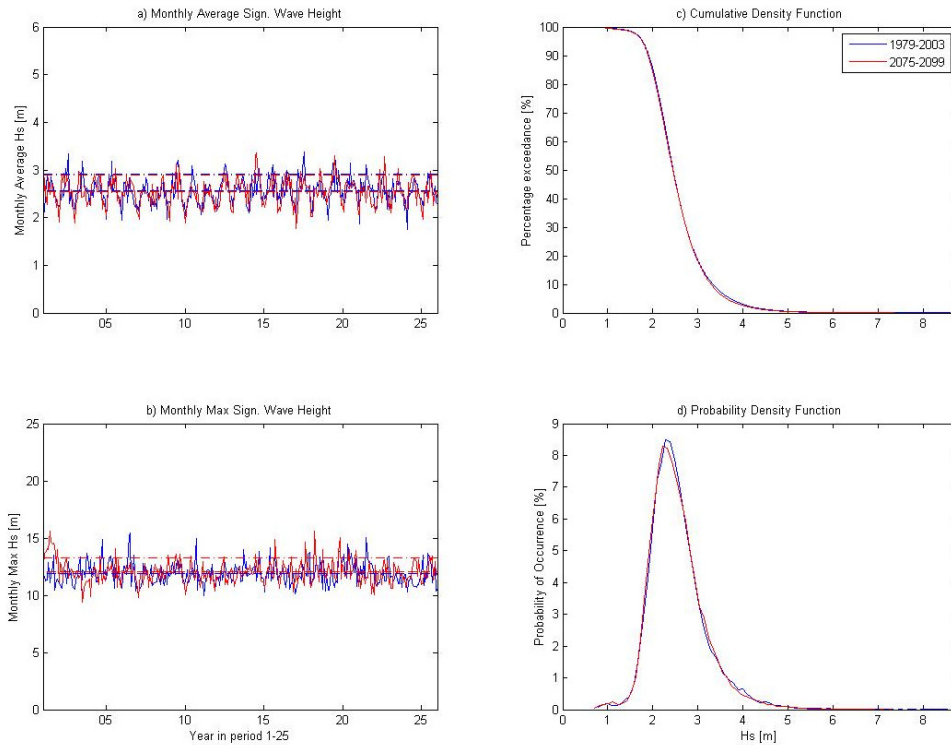 a) Monthly Average Sign. Wave Height
Monthly Average Hs [m]
6
5
4
3
2
1
0
05 10 15 20 25
c) Cumulative Density Function
1979-2003
2075-2099
Percentage exceedance [%]
100
90
80
70
60
50
40
30
20
10
0
0 1 2 3 4 5 6 7 8
b) Monthly Max Sign. Wave Height
Monthly Max Hs [m]
25
20
15
10
5
0
05 10 15 20 25
Year in period 1-25
d) Probability Density Function
Probability of Occurrence [%]
9
8
7
6
5
4
3
2
1
0
0 1 2 3 4 5 6 7 8
Hs [m]